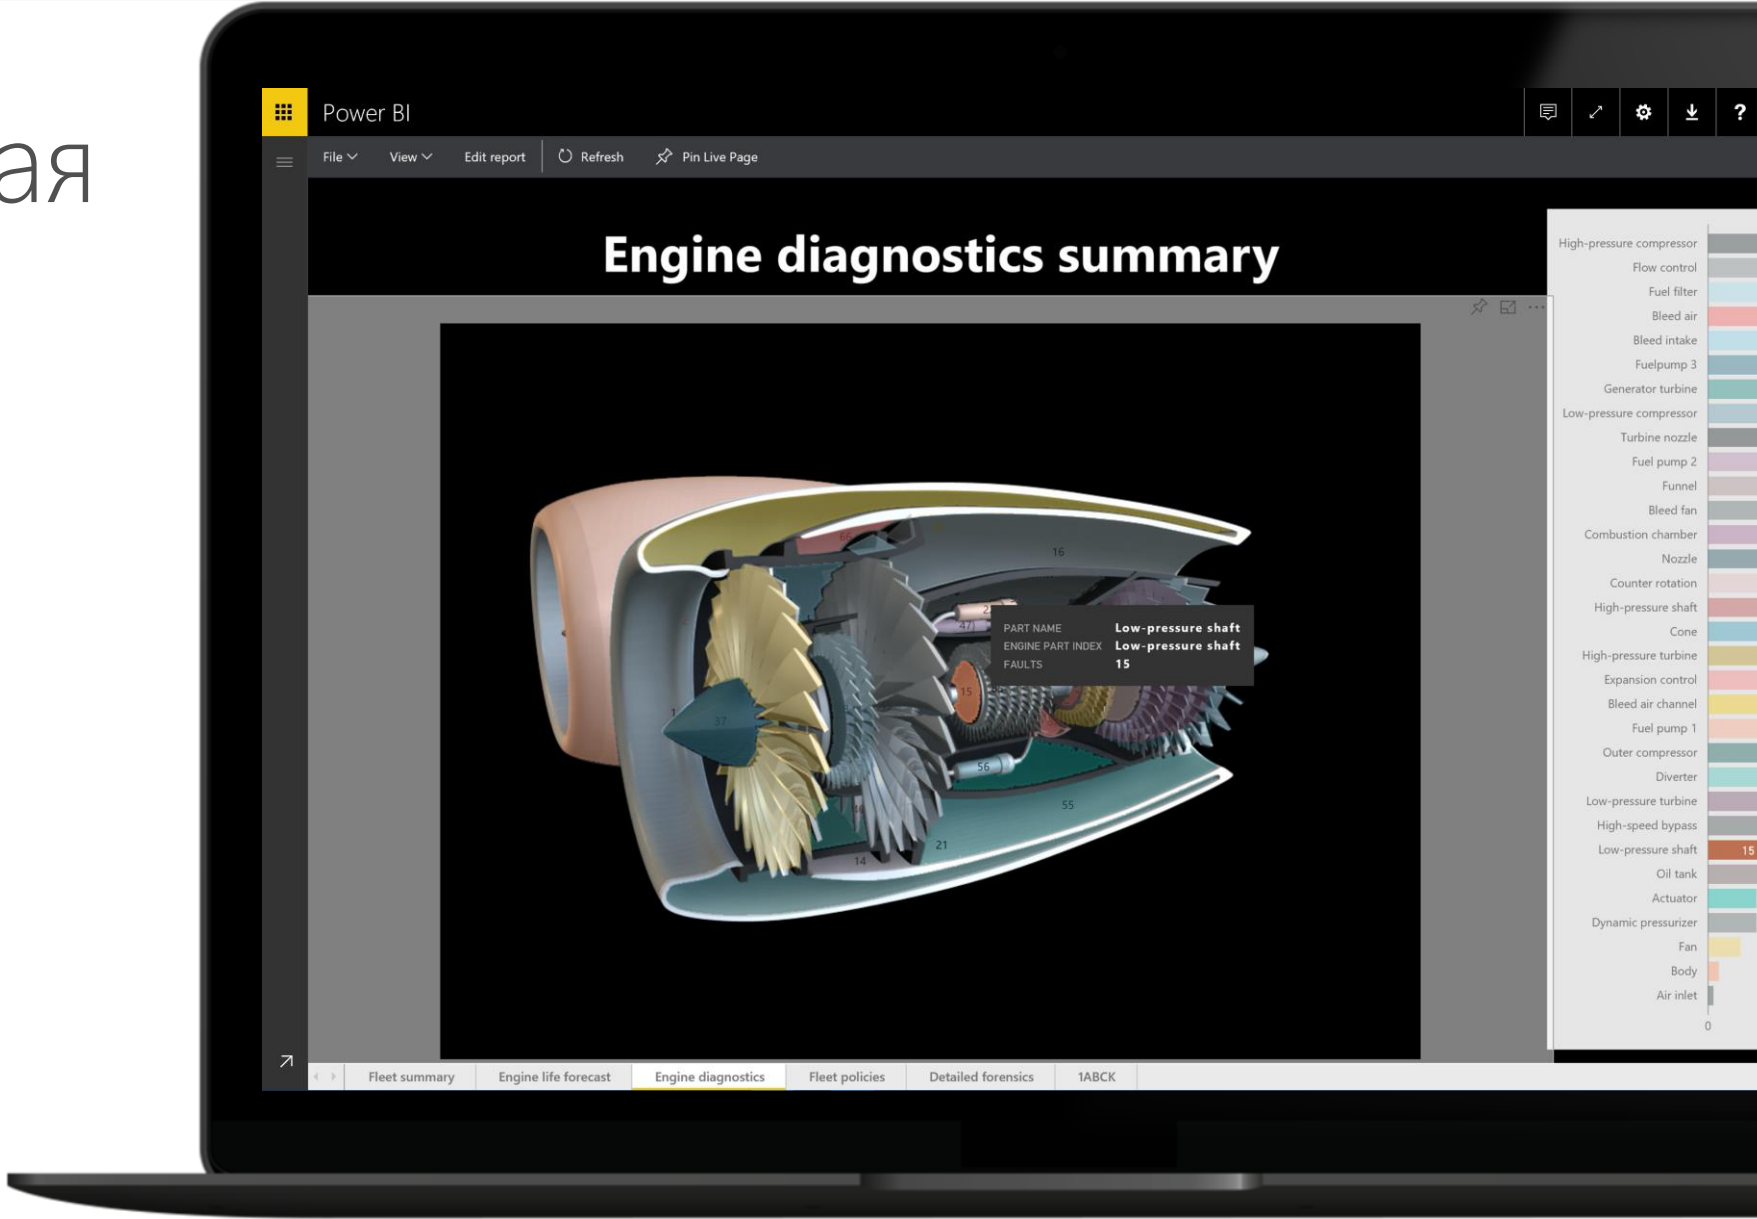 ая
Power BI
?
File View Edit report Refresh Pin Live Page
Engine diagnostics summary
High-pressure compressor
Flow control
Fuel filter
Bleed air
Bleed intake
Fuelpump 3
Generator turbine
Low-pressure compressor
Turbine nozzle
Fuel pump 2
Funnel
Bleed fan
Combustion chamber
Nozzle
Counter rotation
High-pressure shaft
Cone
High-pressure turbine
Expansion control
Bleed air channel
Fuel pump 1
Outer compressor
Diverter
Low-pressure turbine
High-speed bypass
Low-pressure shaft 15
Oil tank
Actuator
Dynamic pressurizer
Fan
Body
Air inlet
0
66
16
PART NAME Low-pressure shaft
ENGINE PART INDEX Low-pressure shaft
FAULTS 15
15
1
37
56
55
21
14
Fleet summary Engine life forecast Engine diagnostics Fleet policies Detailed forensics 1ABCK